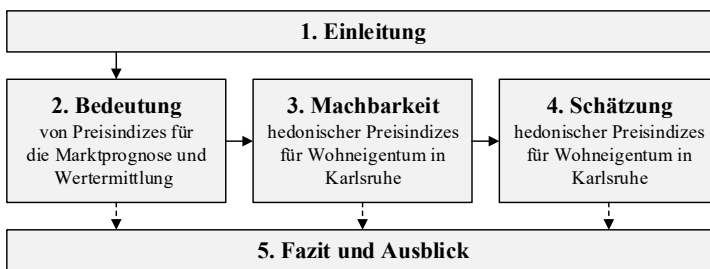 1. Einleitung
2. Bedeutung
von Preisindizes für
die Marktprognose und
Wertermittlung
3. Machbarkeit
hedonischer Preisindizes
für Wohneigentum in
Karlsruhe
4. Schätzung
hedonischer Preisindizes
für Wohneigentum in
Karlsruhe
5. Fazit und Ausblick